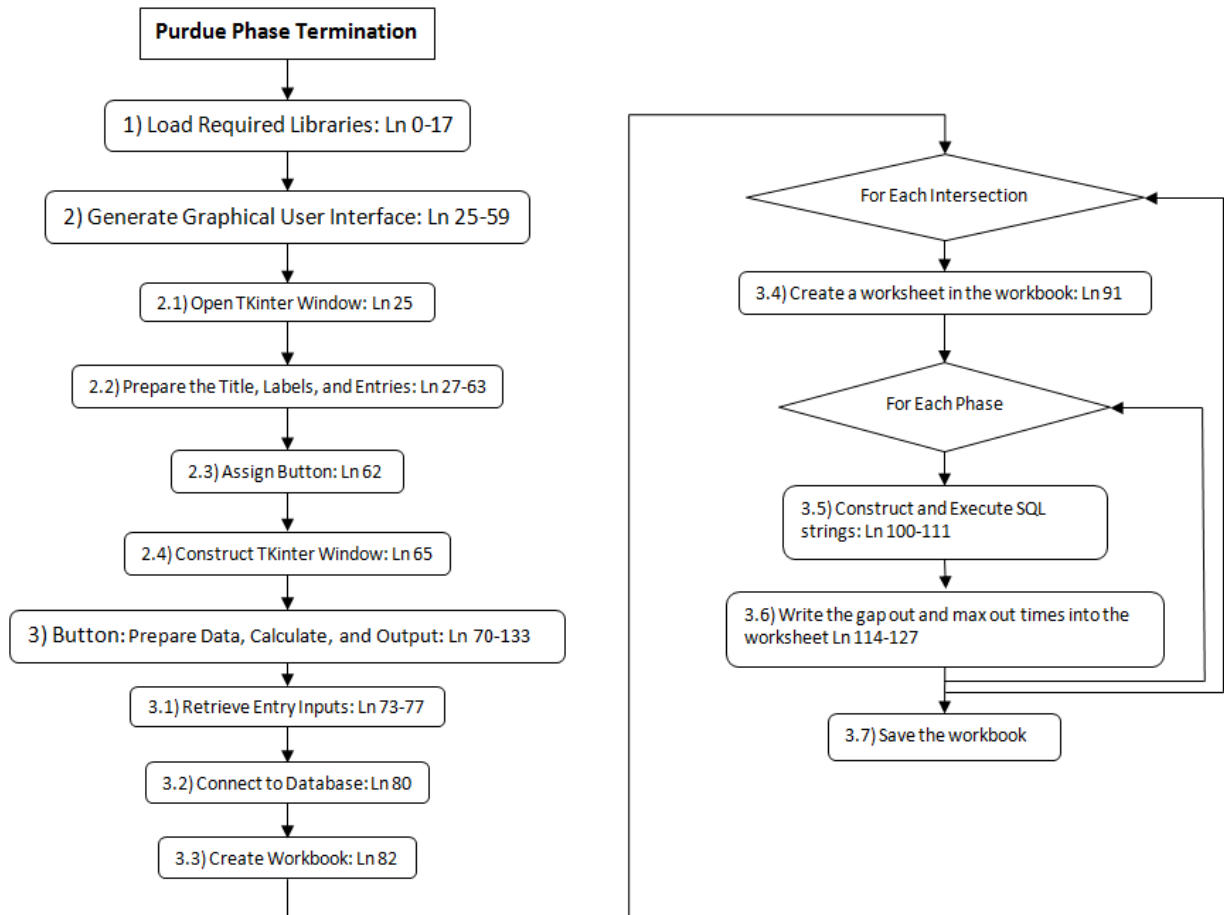 Purdue Phase Termination
1) Load Required Libraries: Ln 0-17
2) Generate Graphical User Interface: Ln 25-59
2.1) Open TKinter Window: Ln 25
2.2) Prepare the Title, Labels, and Entries: Ln 27-63
2.3) Assign Button: Ln 62
2.4) Construct TKinter Window: Ln 65
3) Button: Prepare Data, Calculate, and Output: Ln 70-133
3.1) Retrieve Entry Inputs: Ln 73-77
3.2) Connect to Database: Ln 80
3.3) Create Workbook: Ln 82
For Each Intersection
3.4) Create a worksheet in the workbook: Ln 91
For Each Phase
3.5) Construct and Execute SQL
strings: Ln 100-111
3.6) Write the gap out and max out times into the
worksheet Ln 114-127
3.7) Save the workbook